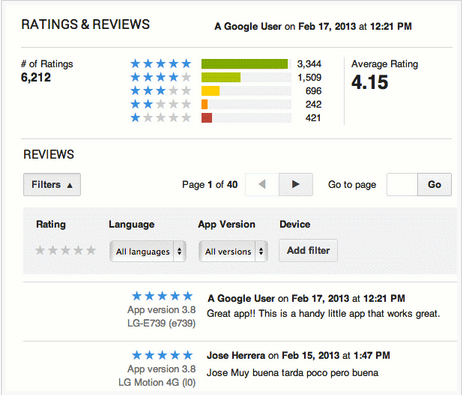 RATINGS & REVIEWS
A Google User on Feb 17, 2013 at 12:21 PM
# of Ratings
6,212
3,344
1,509
696
242
421
Average Rating
4.15
REVIEWS
Filters ▲
Page 1 of 40
◀ ▶
Go to page
Go
Rating
Language
App Version
Device
All languages
All versions
Add filter
A Google User on Feb 17, 2013 at 12:21 PM
App version 3.8
Great app!! This is a handy little app that works great.
LG-E739 (e739)
Jose Herrera on Feb 15, 2013 at 1:47 PM
App version 3.8
Jose Muy buena tarda poco pero buena
LG Motion 4G (l0)